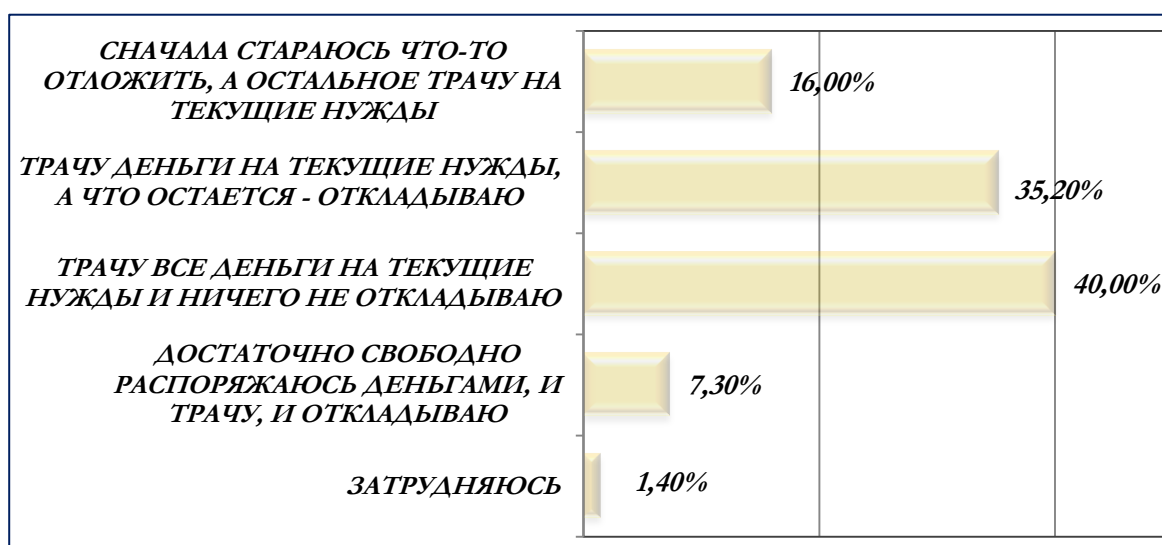 СНАЧАЛА СТАРАЮСЬ ЧТО-ТО
ОТЛОЖИТЬ, А ОСТАЛЬНОЕ ТРАЧУ НА
ТЕКУЩИЕ НУЖДЫ
16,00%
ТРАЧУ ДЕНЬГИ НА ТЕКУЩИЕ НУЖДЫ,
А ЧТО ОСТАЕТСЯ - ОТКЛАДЫВАЮ
35,20%
ТРАЧУ ВСЕ ДЕНЬГИ НА ТЕКУЩИЕ
НУЖДЫ И НИЧЕГО НЕ ОТКЛАДЫВАЮ
40,00%
ДОСТАТОЧНО СВОБОДНО
РАСПОРЯЖАЮСЬ ДЕНЬГАМИ, И
ТРАЧУ, И ОТКЛАДЫВАЮ
7,30%
ЗАТРУДНЯЮСЬ
1,40%